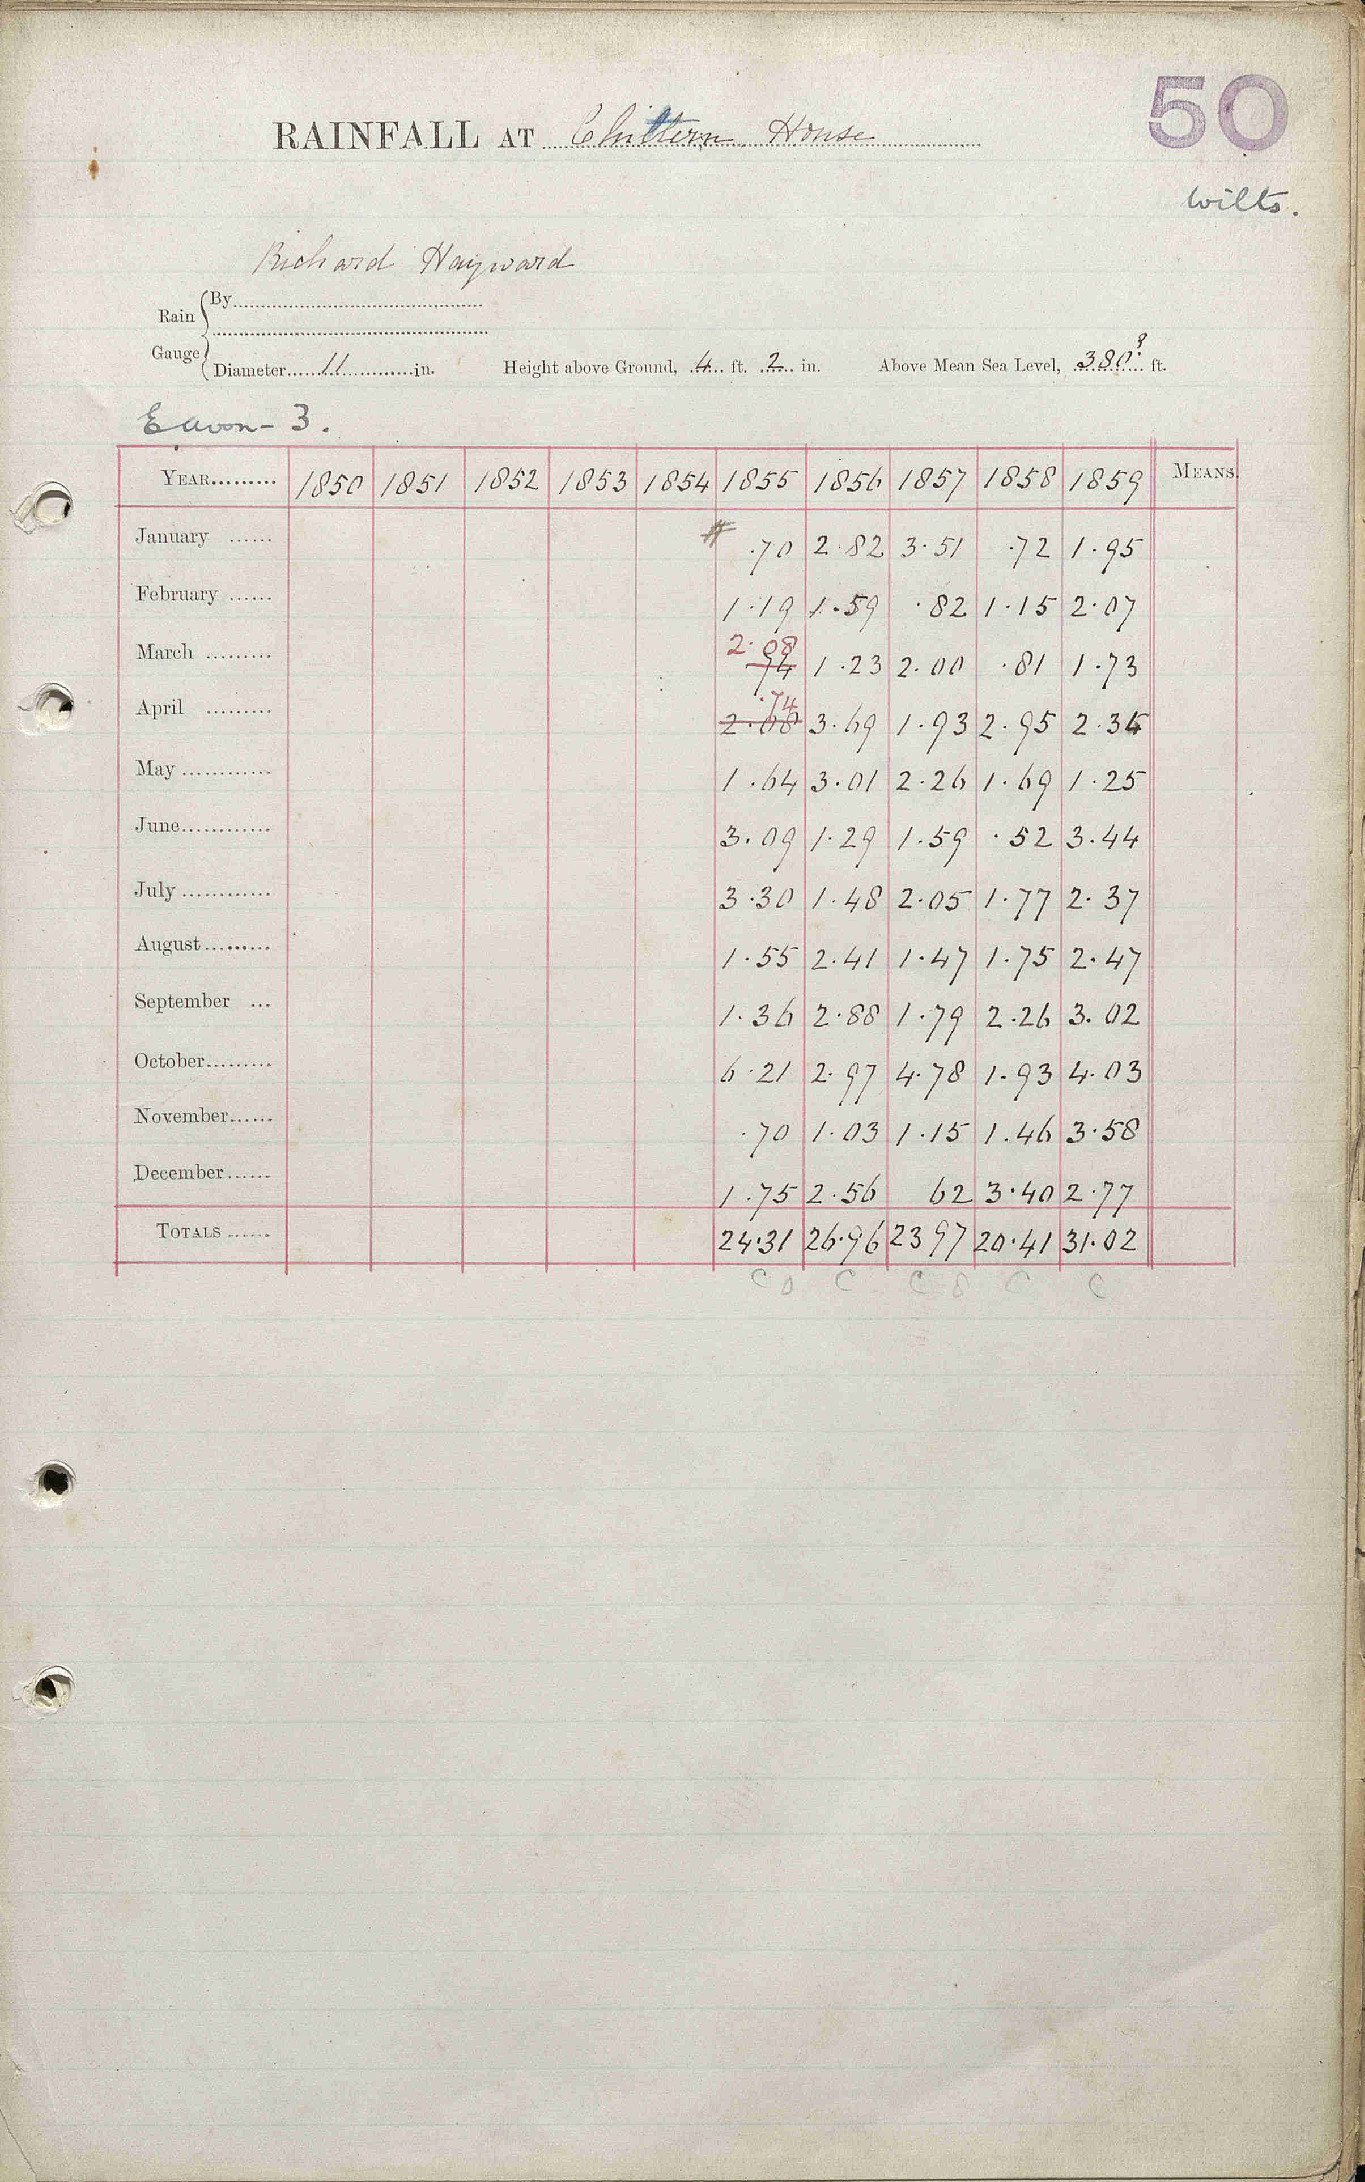 50
RAINFALL AT Chittern House
Wilts.
Richard Hayward
Rain Gauge { By
Diameter 11 in. Height above Ground, 4 ft. 2 in. Above Mean Sea Level, 380? ft.
E Avon - 3.
YEAR 1850 1851 1852 1853 1854 1855 1856 1857 1858 1859 MEANS.
January # .70 2.82 3.51 .72 1.95
February 1.19 1.59 .82 1.15 2.07
March 2.08 74 1.23 2.00 .81 1.73
April .74 2.08 3.69 1.93 2.95 2.34
May 1.64 3.01 2.26 1.69 1.25
June 3.09 1.29 1.59 .52 3.44
July 3.30 1.48 2.05 1.77 2.37
August 1.55 2.41 1.47 1.75 2.47
September 1.36 2.88 1.79 2.26 3.02
October 6.21 2.97 4.78 1.93 4.03
November .70 1.03 1.15 1.46 3.58
December 1.75 2.56 62 3.40 2.77
TOTALS 24.31 26.96 23 97 20.41 31.02
C C C C